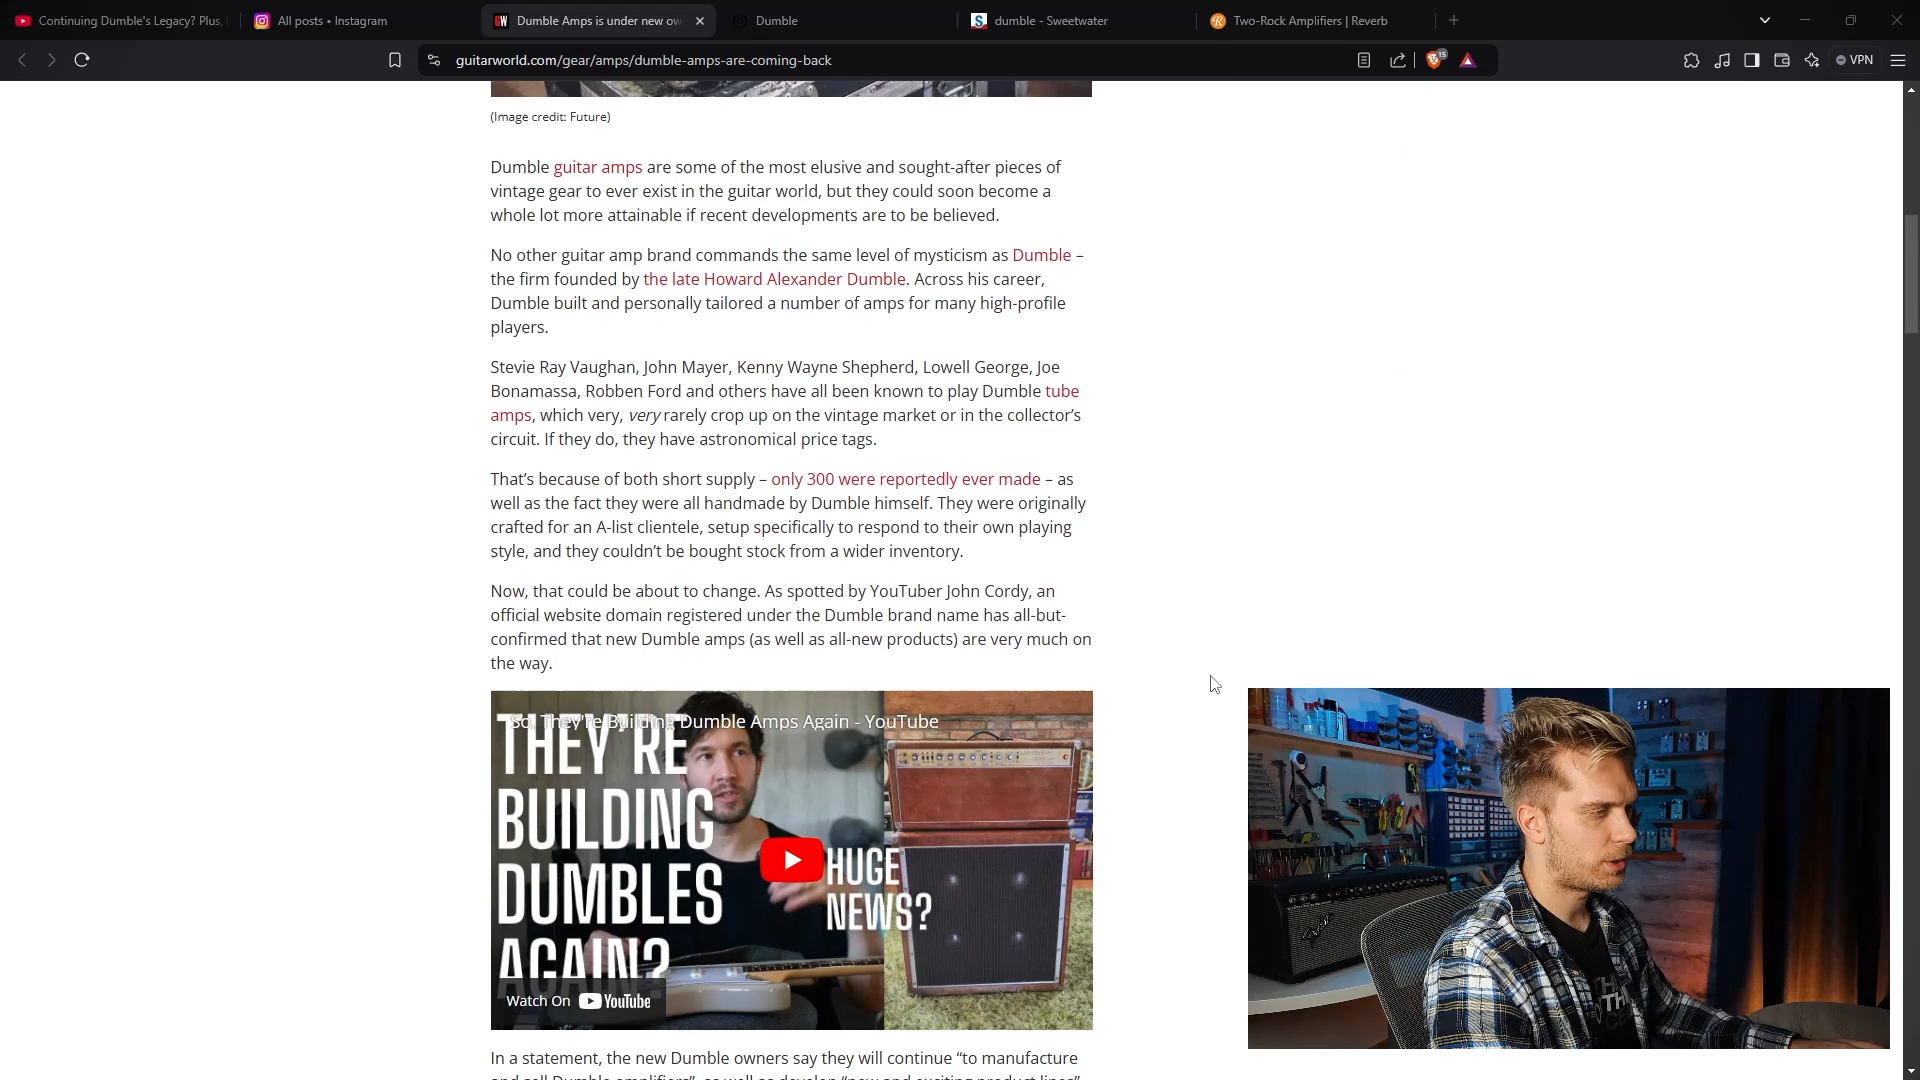 Continuing Dumble's Legacy? Plus,
All posts • Instagram
Dumble Amps is under new ow
Dumble
dumble - Sweetwater
Two-Rock Amplifiers | Reverb
guitarworld.com/gear/amps/dumble-amps-are-coming-back
15
VPN
(Image credit: Future)
Dumble guitar amps are some of the most elusive and sought-after pieces of
vintage gear to ever exist in the guitar world, but they could soon become a
whole lot more attainable if recent developments are to be believed.
No other guitar amp brand commands the same level of mysticism as Dumble –
the firm founded by the late Howard Alexander Dumble. Across his career,
Dumble built and personally tailored a number of amps for many high-profile
players.
Stevie Ray Vaughan, John Mayer, Kenny Wayne Shepherd, Lowell George, Joe
Bonamassa, Robben Ford and others have all been known to play Dumble tube
amps, which very, very rarely crop up on the vintage market or in the collector’s
circuit. If they do, they have astronomical price tags.
That’s because of both short supply – only 300 were reportedly ever made – as
well as the fact they were all handmade by Dumble himself. They were originally
crafted for an A-list clientele, setup specifically to respond to their own playing
style, and they couldn’t be bought stock from a wider inventory.
Now, that could be about to change. As spotted by YouTuber John Cordy, an
official website domain registered under the Dumble brand name has all-but-
confirmed that new Dumble amps (as well as all-new products) are very much on
the way.
So, They're Building Dumble Amps Again - YouTube
THEY'RE
BUILDING
DUMBLES
AGAIN?
HUGE
NEWS?
Watch On YouTube
In a statement, the new Dumble owners say they will continue “to manufacture
and sell Dumble amplifiers”, as well as develop “new and exciting product lines”